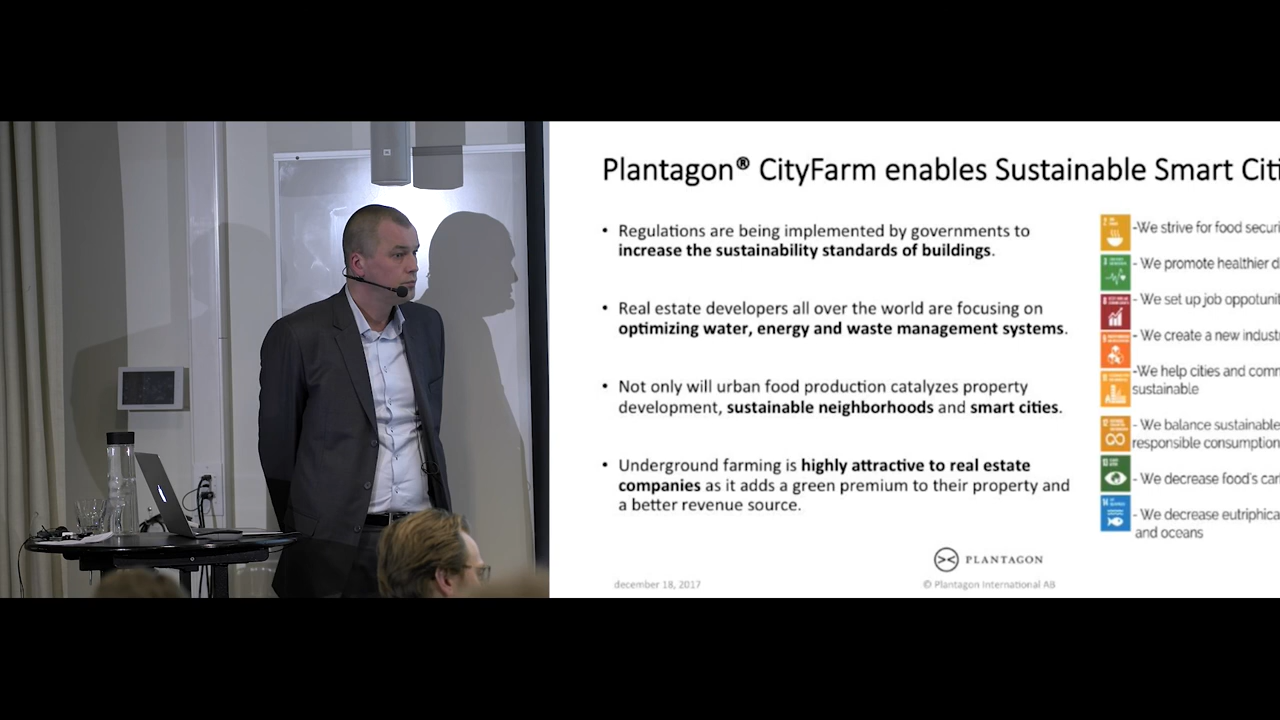 Plantagon® CityFarm enables Sustainable Smart Citi
• Regulations are being implemented by governments to
increase the sustainability standards of buildings.
• Real estate developers all over the world are focusing on
optimizing water, energy and waste management systems.
• Not only will urban food production catalyzes property
development, sustainable neighborhoods and smart cities.
• Underground farming is highly attractive to real estate
companies as it adds a green premium to their property and
a better revenue source.
-We strive for food securi
- We promote healthier d
- We set up job oppotunit
- We create a new indust
-We help cities and comm
sustainable
- We balance sustainable
responsible consumption
- We decrease food's car
- We decrease eutriphica
and oceans
PLANTAGON
december 18, 2017
© Plantagon International AB